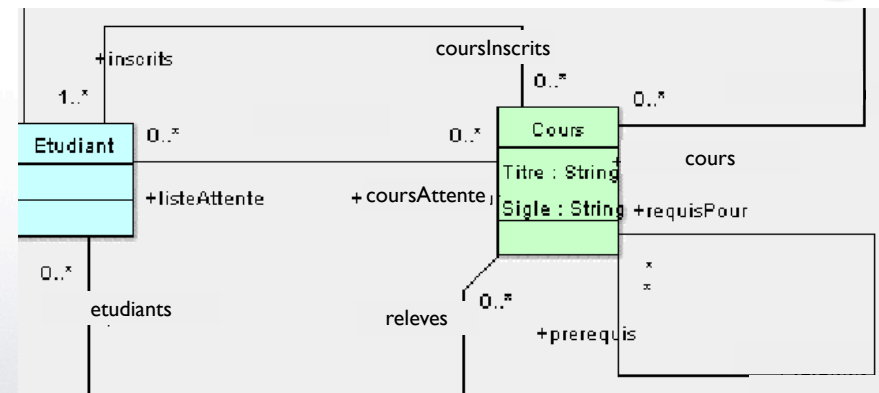 +inscrits
coursInscrits
1..*
0..*
0..*
Etudiant
0..*
0..*
Cours
cours
Titre : String
+listeAttente
+ coursAttente
Sigle : String
+requisPour
0..*
*
*
etudiants
releves
0..*
+prerequis